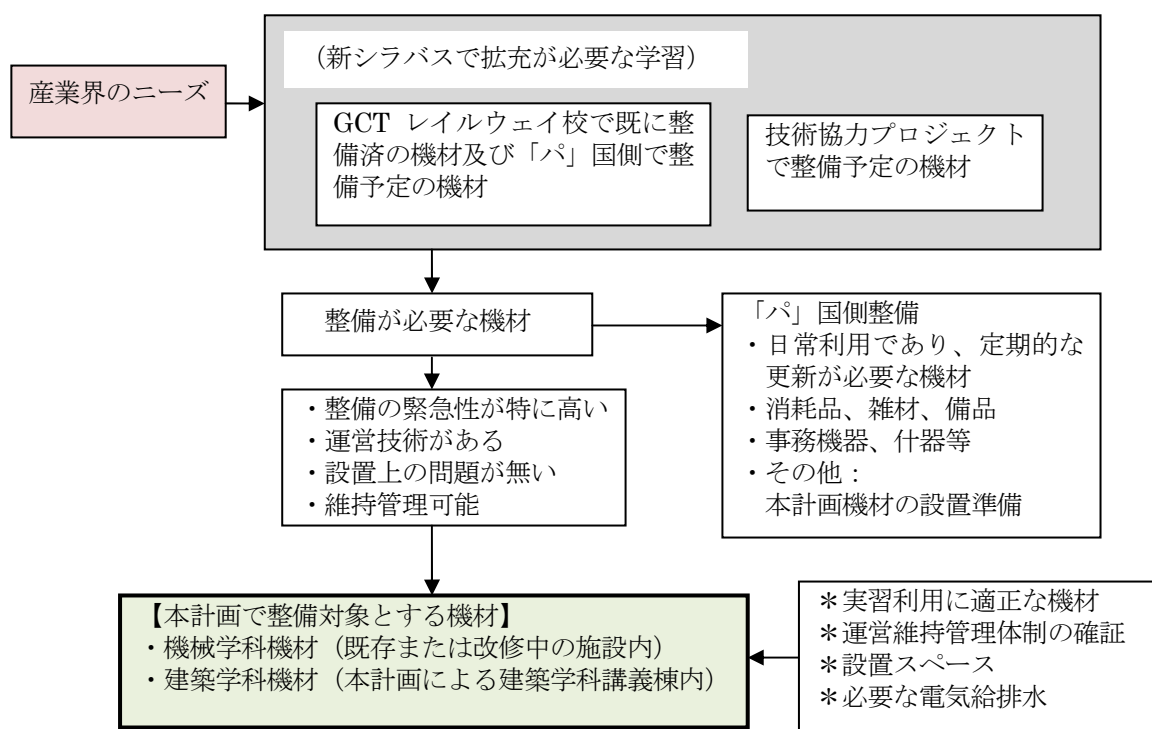 （新シラバスで拡充が必要な学習）
産業界のニーズ
GCT レイルウェイ校で既に整
備済の機材及び「パ」国側で整
備予定の機材
技術協力プロジェクト
で整備予定の機材
整備が必要な機材
「パ」国側整備
・日常利用であり、定期的な
更新が必要な機材
・消耗品、雑材、備品
・事務機器、什器等
・その他：
本計画機材の設置準備
・整備の緊急性が特に高い
・運営技術がある
・設置上の問題が無い
・維持管理可能
【本計画で整備対象とする機材】
・機械学科機材（既存または改修中の施設内）
・建築学科機材（本計画による建築学科講義棟内）
＊実習利用に適正な機材
＊運営維持管理体制の確証
＊設置スペース
＊必要な電気給排水